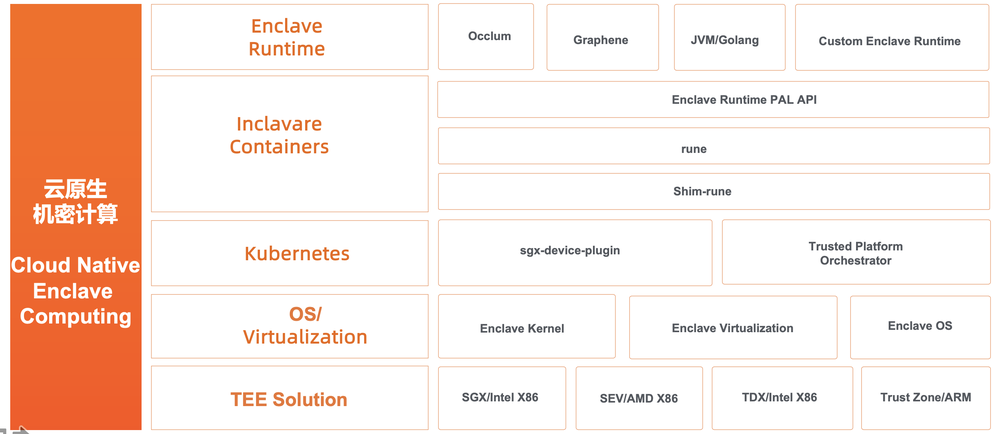 云原生
机密计算
Cloud Native
Enclave
Computing
Enclave
Runtime
Occlum
Graphene
JVM/Golang
Custom Enclave Runtime
Inclavare
Containers
Enclave Runtime PAL API
rune
Shim-rune
Kubernetes
sgx-device-plugin
Trusted Platform
Orchestrator
OS/
Virtualization
Enclave Kernel
Enclave Virtualization
Enclave OS
TEE Solution
SGX/Intel X86
SEV/AMD X86
TDX/Intel X86
Trust Zone/ARM